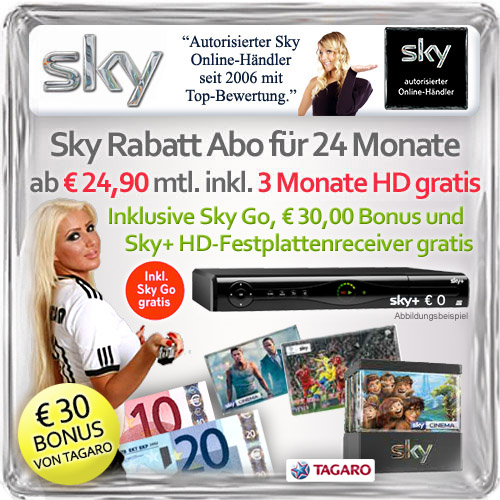 sky
“Autorisierter Sky
Online-Händler
seit 2006 mit
Top-Bewertung.”
sky
autorisierter
Online-Händler
Sky Rabatt Abo für 24 Monate
ab € 24,90 mtl. inkl. 3 Monate HD gratis
Inklusive Sky Go, € 30,00 Bonus und
Sky+ HD-Festplattenreceiver gratis
Inkl.
Sky Go
gratis
sky+
sky+ € 0
Abbildungsbeispiel
€ 30
BONUS
VON TAGARO
10
20
sky CINEMA
sky
TAGARO